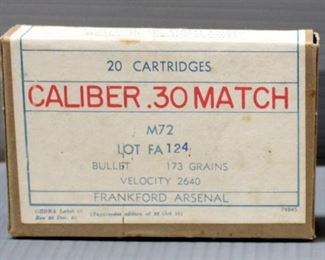 20 CARTRIDGES
CALIBER .30 MATCH
M72
LOT FA 124
BULLET 173 GRAINS
VELOCITY 2640
FRANKFORD ARSENAL